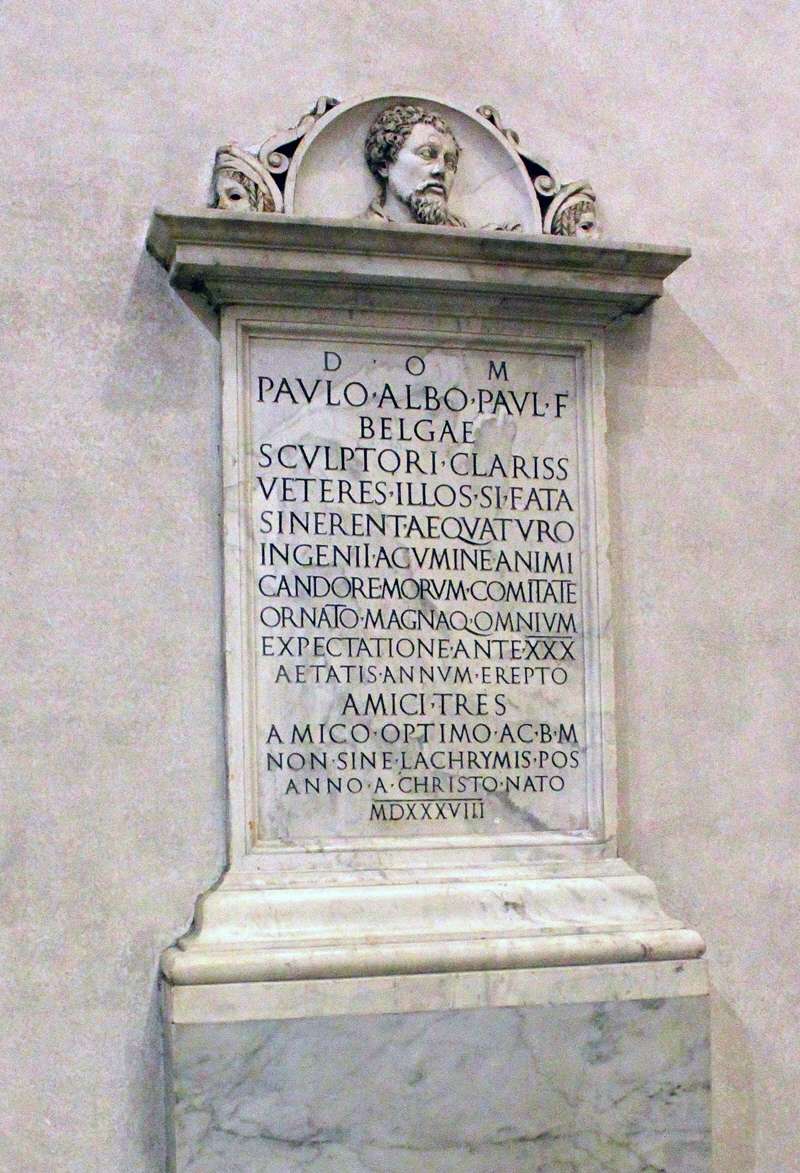 D · O M
PAVLO·ALBO·PAVL·F
BELGAE
SCVLPTORI·CLARISS
VETERES·ILLOS·SI·FATA
SINERENT·AEQVATVRO
INGENII·ACVMINE·ANIMI
CANDORE·MORVM·COMITATE
ORNATO·MAGNAQ·OMNIVM
EXPECTATIONE·ANTE·XXX
AETATIS·ANNVM·EREPTO
AMICI·TRES
AMICO·OPTIMO·AC·B·M
NON·SINE·LACHRYMIS·POS
ANNO·A·CHRISTO·NATO
MDXXXVIII